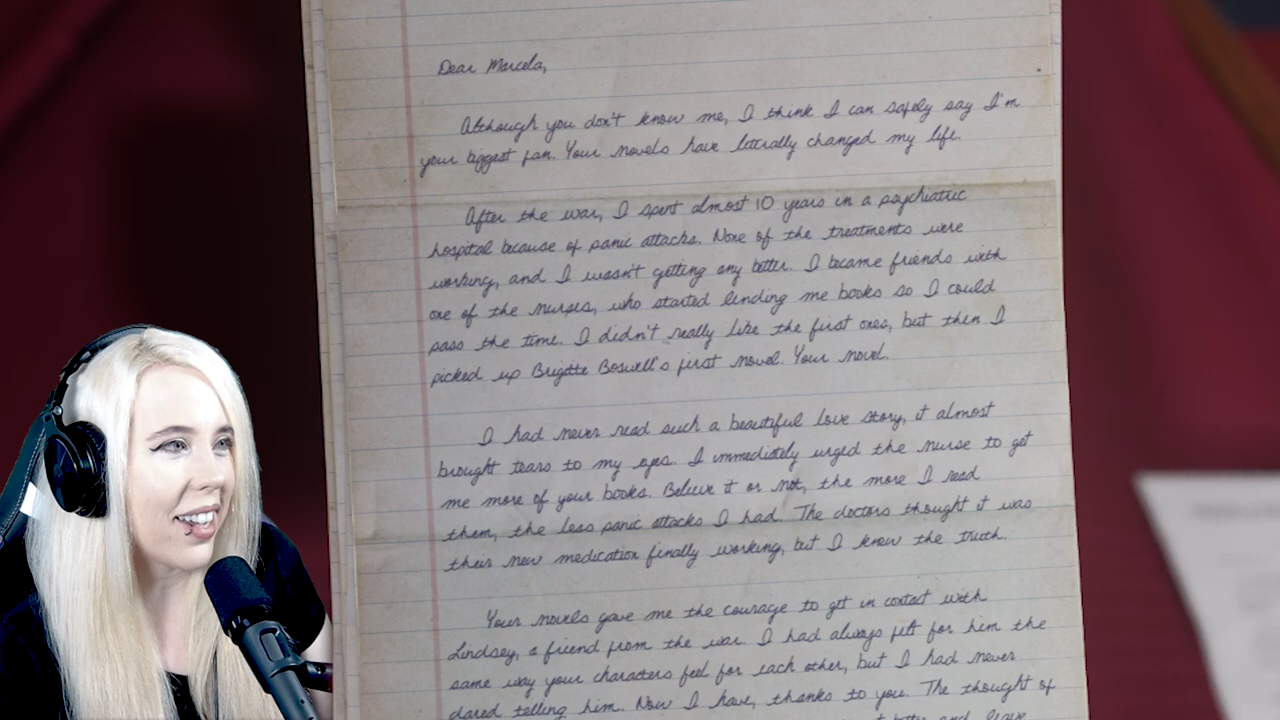 Dear Marcela,
Although you don't know me, I think I can safely say I'm
your biggest fan. Your novels have literally changed my life.
After the war, I spent almost 10 years in a psychiatric
hospital because of panic attacks. None of the treatments were
working, and I wasn't getting any better. I became friends with
one of the nurses, who started lending me books so I could
pass the time. I didn't really like the first ones, but then I
picked up Brigitte Boswell's first novel. Your novel.
I had never read such a beautiful love story, it almost
brought tears to my eyes. I immediately urged the nurse to get
me more of your books. Believe it or not, the more I read
them, the less panic attacks I had. The doctors thought it was
their new medication finally working, but I knew the truth.
Your novels gave me the courage to get in contact with
Lindsey, a friend from the war. I had always felt for him the
same way your characters feel for each other, but I had never
dared telling him. Now I have, thanks to you. The thought of
better and leave